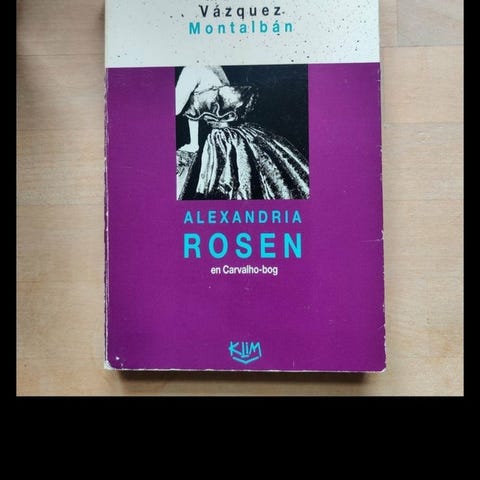 Vázquez
Montalbán
ALEXANDRIA
ROSEN
en Carvalho-bog
KLIM